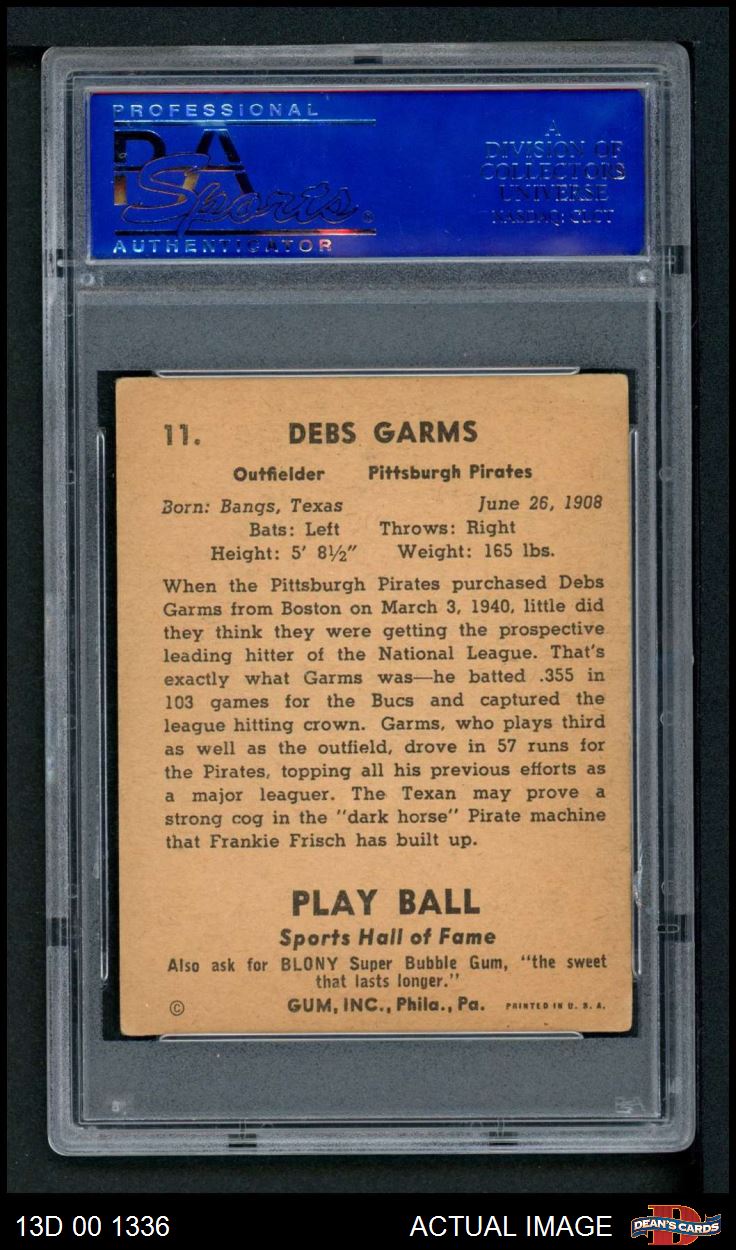 PROFESSIONAL
PSA
Sports
AUTHENTICATOR
A
DIVISION OF
COLLECTORS
UNIVERSE
NASDAQ: CLCT
11. DEBS GARMS
Outfielder Pittsburgh Pirates
Born: Bangs, Texas June 26, 1908
Bats: Left Throws: Right
Height: 5' 8½" Weight: 165 lbs.
When the Pittsburgh Pirates purchased Debs
Garms from Boston on March 3, 1940, little did
they think they were getting the prospective
leading hitter of the National League. That's
exactly what Garms was—he batted .355 in
103 games for the Bucs and captured the
league hitting crown. Garms, who plays third
as well as the outfield, drove in 57 runs for
the Pirates, topping all his previous efforts as
a major leaguer. The Texan may prove a
strong cog in the "dark horse" Pirate machine
that Frankie Frisch has built up.
PLAY BALL
Sports Hall of Fame
Also ask for BLONY Super Bubble Gum, "the sweet
that lasts longer."
© GUM, INC., Phila., Pa. PRINTED IN U. S. A.
13D 00 1336 ACTUAL IMAGE DEAN'S CARDS